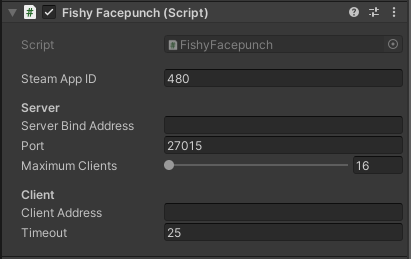 Fishy Facepunch (Script)
Script FishyFacepunch
Steam App ID 480
Server
Server Bind Address
Port 27015
Maximum Clients 16
Client
Client Address
Timeout 25